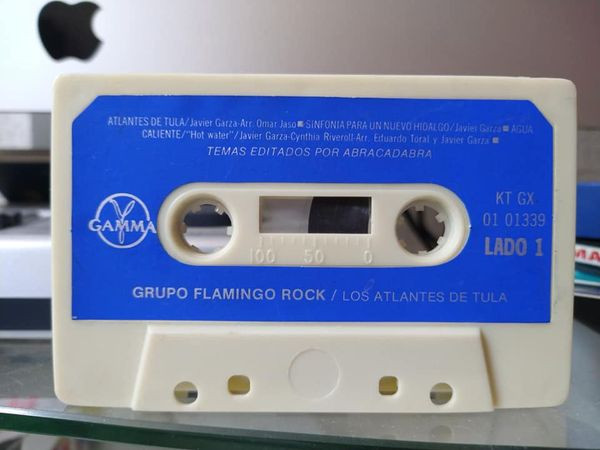 ATLANTES DE TULA/Javier Garza-Arr. Omar Jaso ■ SINFONIA PARA UN NUEVO HIDALGO/Javier Garza ■ AGUA
CALIENTE/"Hot water"/Javier Garza-Cynthia Riveroll-Arr. Eduardo Toral y Javier Garza ■
TEMAS EDITADOS POR ABRACADABRA
GAMMA
KT GX
01 01339
LADO 1
100 50 0
GRUPO FLAMINGO ROCK / LOS ATLANTES DE TULA
MA